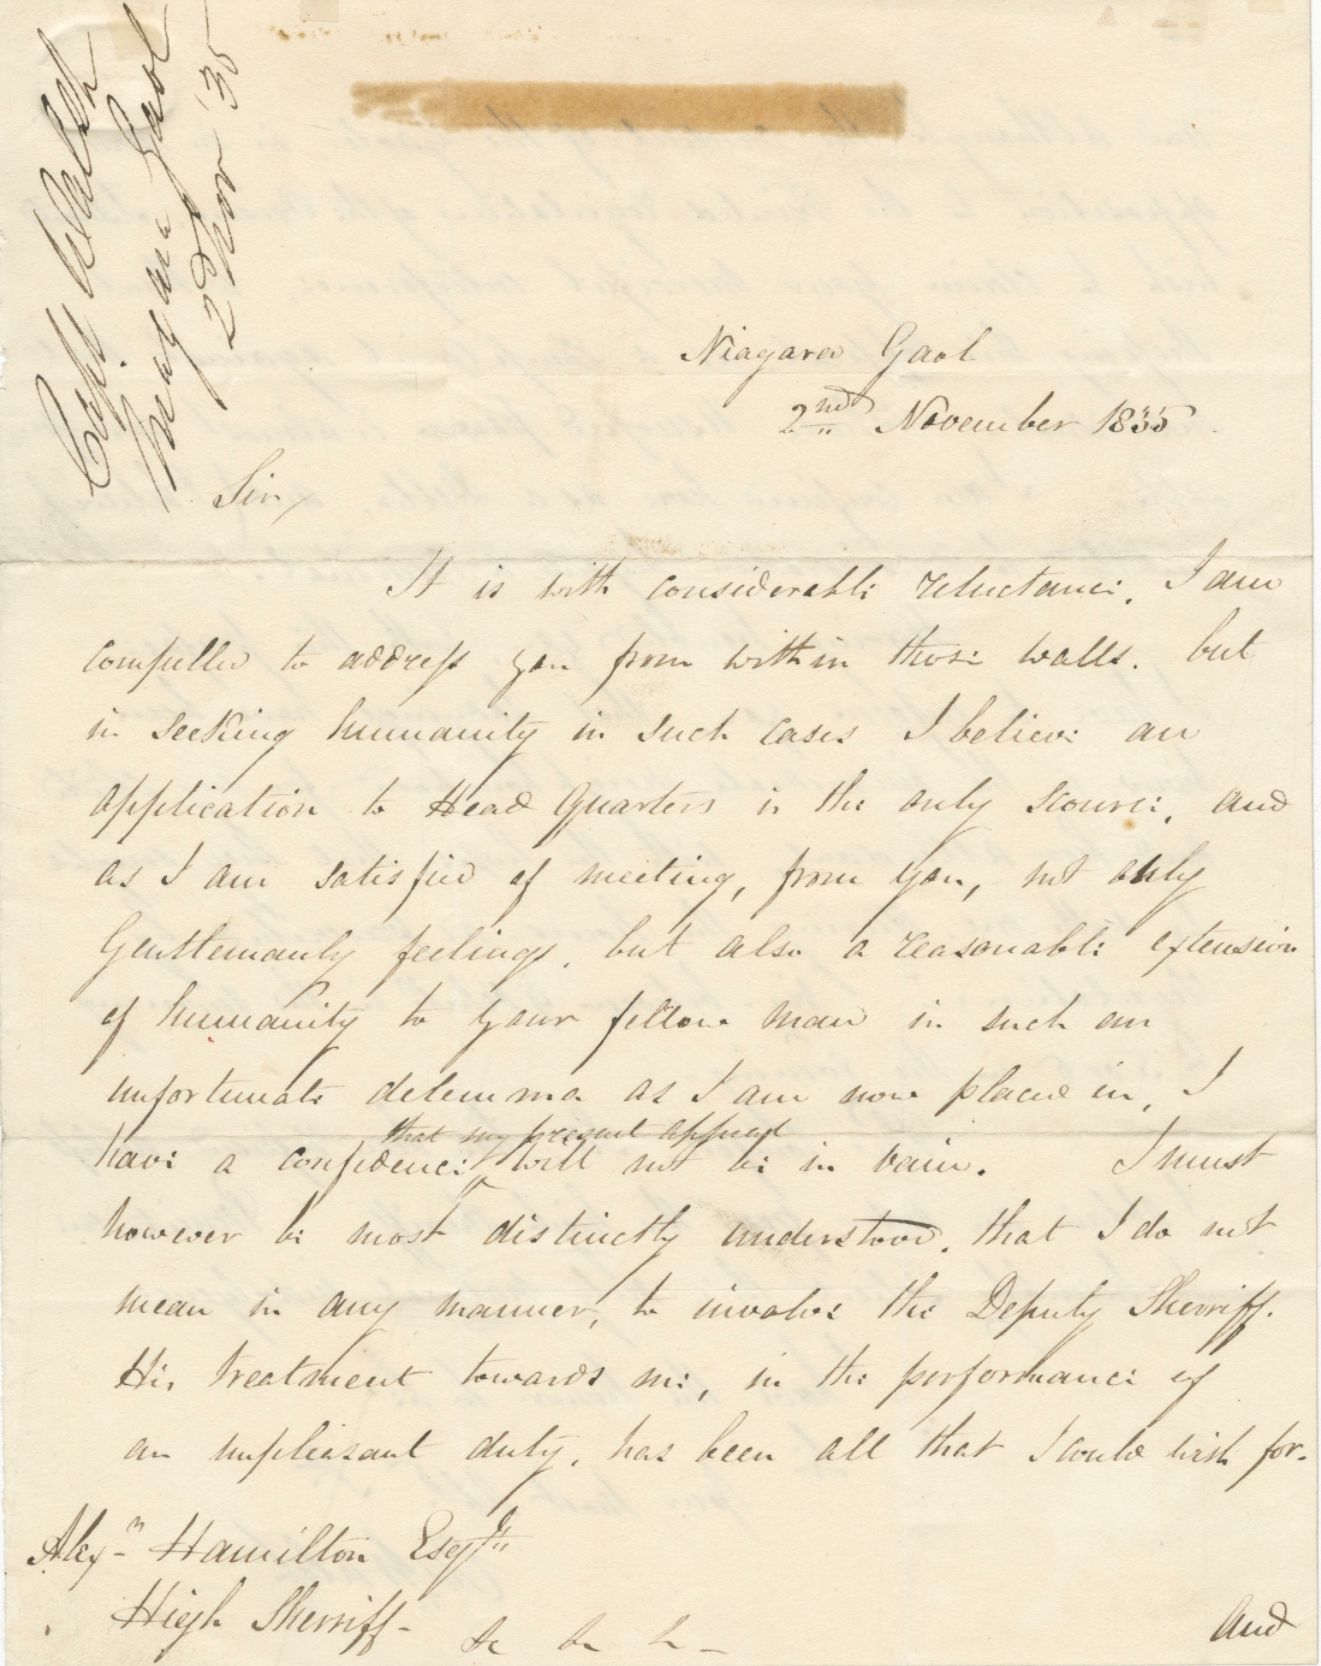 Capt Walsh
Niagara Gaol
2nd Nov '35
Niagara Gaol
2nd November 1835
Sir,
It is with considerable reluctance, I am
compelled to address you from within those walls. but
in seeking humanity in such cases I believe an
application to Head Quarters is the only scource, and
as I am satisfied of meeting, from you, not only
Gentlemanly feelings, but also a reasonable extension
of humanity to your fellow man in such an
unfortunate delemma as I am now placed in, I
that my present appeal
have a confidence will not be in vain. I must
however be most distinctly understood, that I do not
mean in any manner, to involve the Deputy Sherriff.
His treatment towards me, in the performance of
an unpleasant duty, has been all that I could wish for.
Alexr Hamilton Esqr
High Sherriff-
&c &c &c -
and